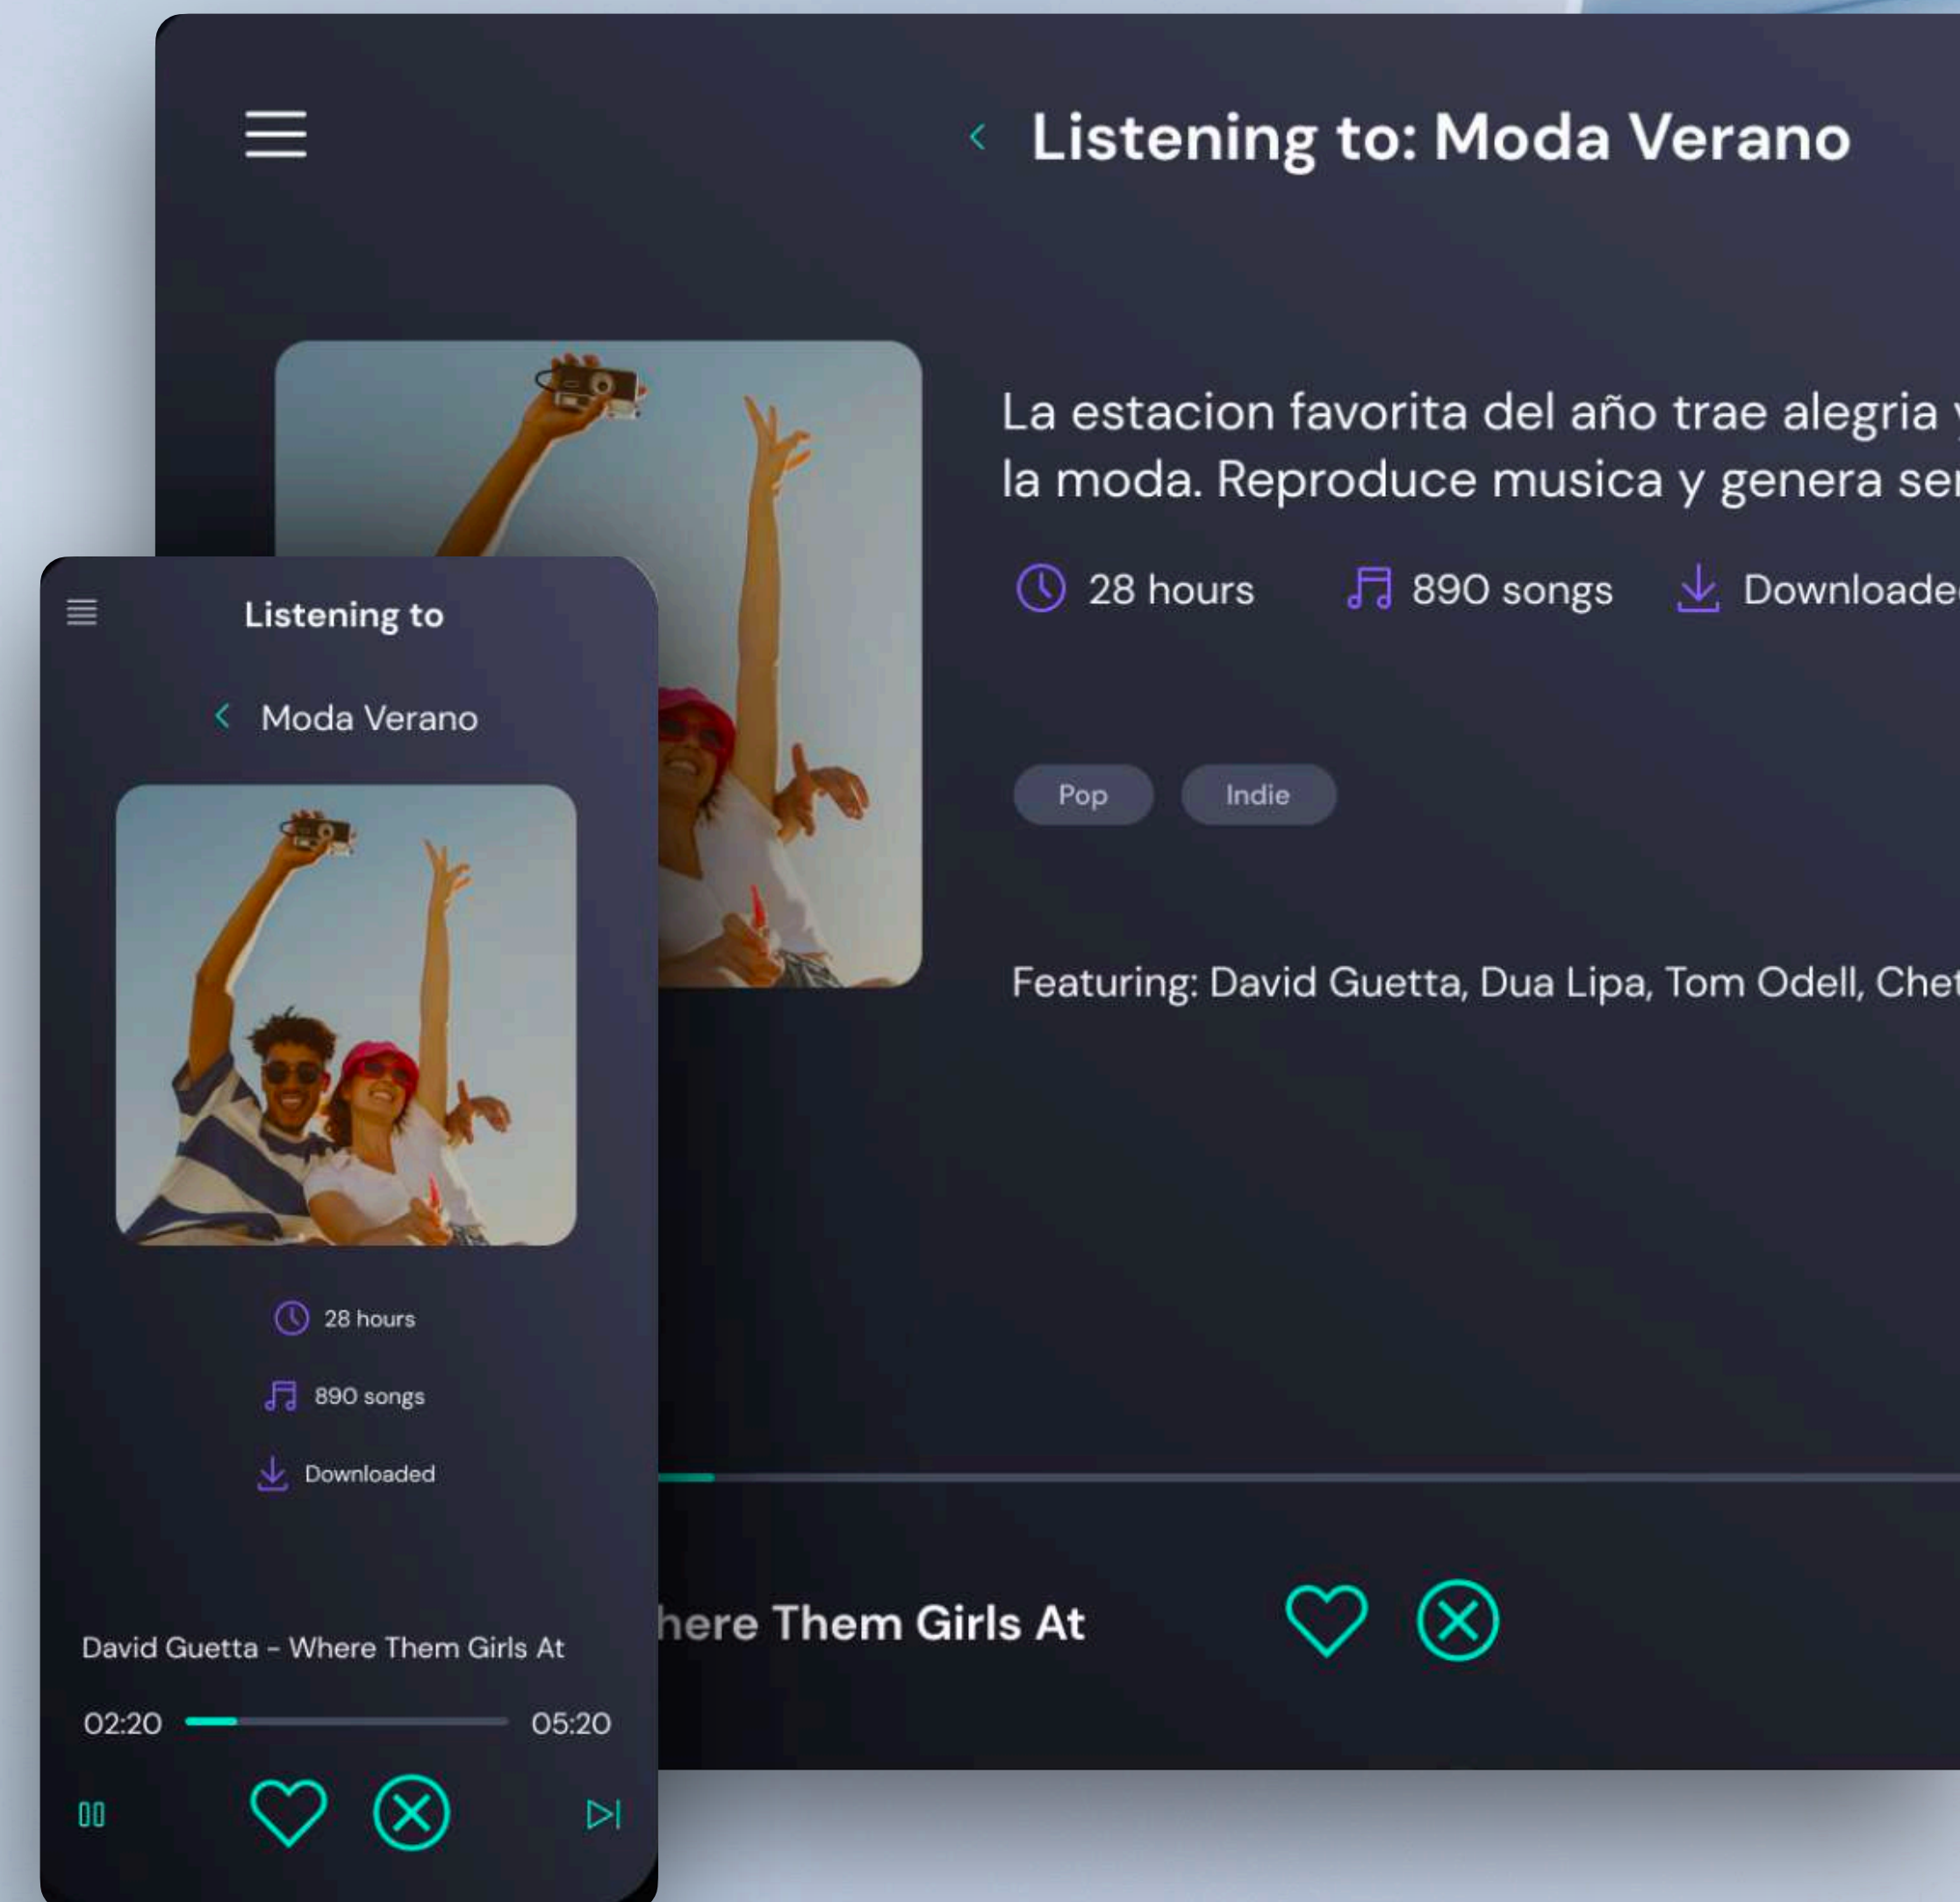 Listening to: Moda Verano
La estacion favorita del año trae alegria
la moda. Reproduce musica y genera
28 hours
890 songs
Downloaded
Pop
Indie
Featuring: David Guetta, Dua Lipa, Tom Odell,
Them Girls At
Listening to
Moda Verano
28 hours
890 songs
Downloaded
David Guetta - Where Them Girls At
02:20
05:20